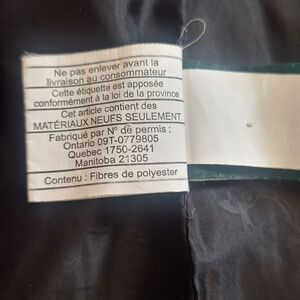 Ne pas enlever avant la
livraison au consommateur
Cette étiquette est apposée
conformément à la loi de la province
Cet article contient des
MATÉRIAUX NEUFS SEULEMENT
Fabriqué par N° de permis :
Ontario 09T-0779805
Quebec 1750-2641
Manitoba 21305
Contenu : Fibres de polyester